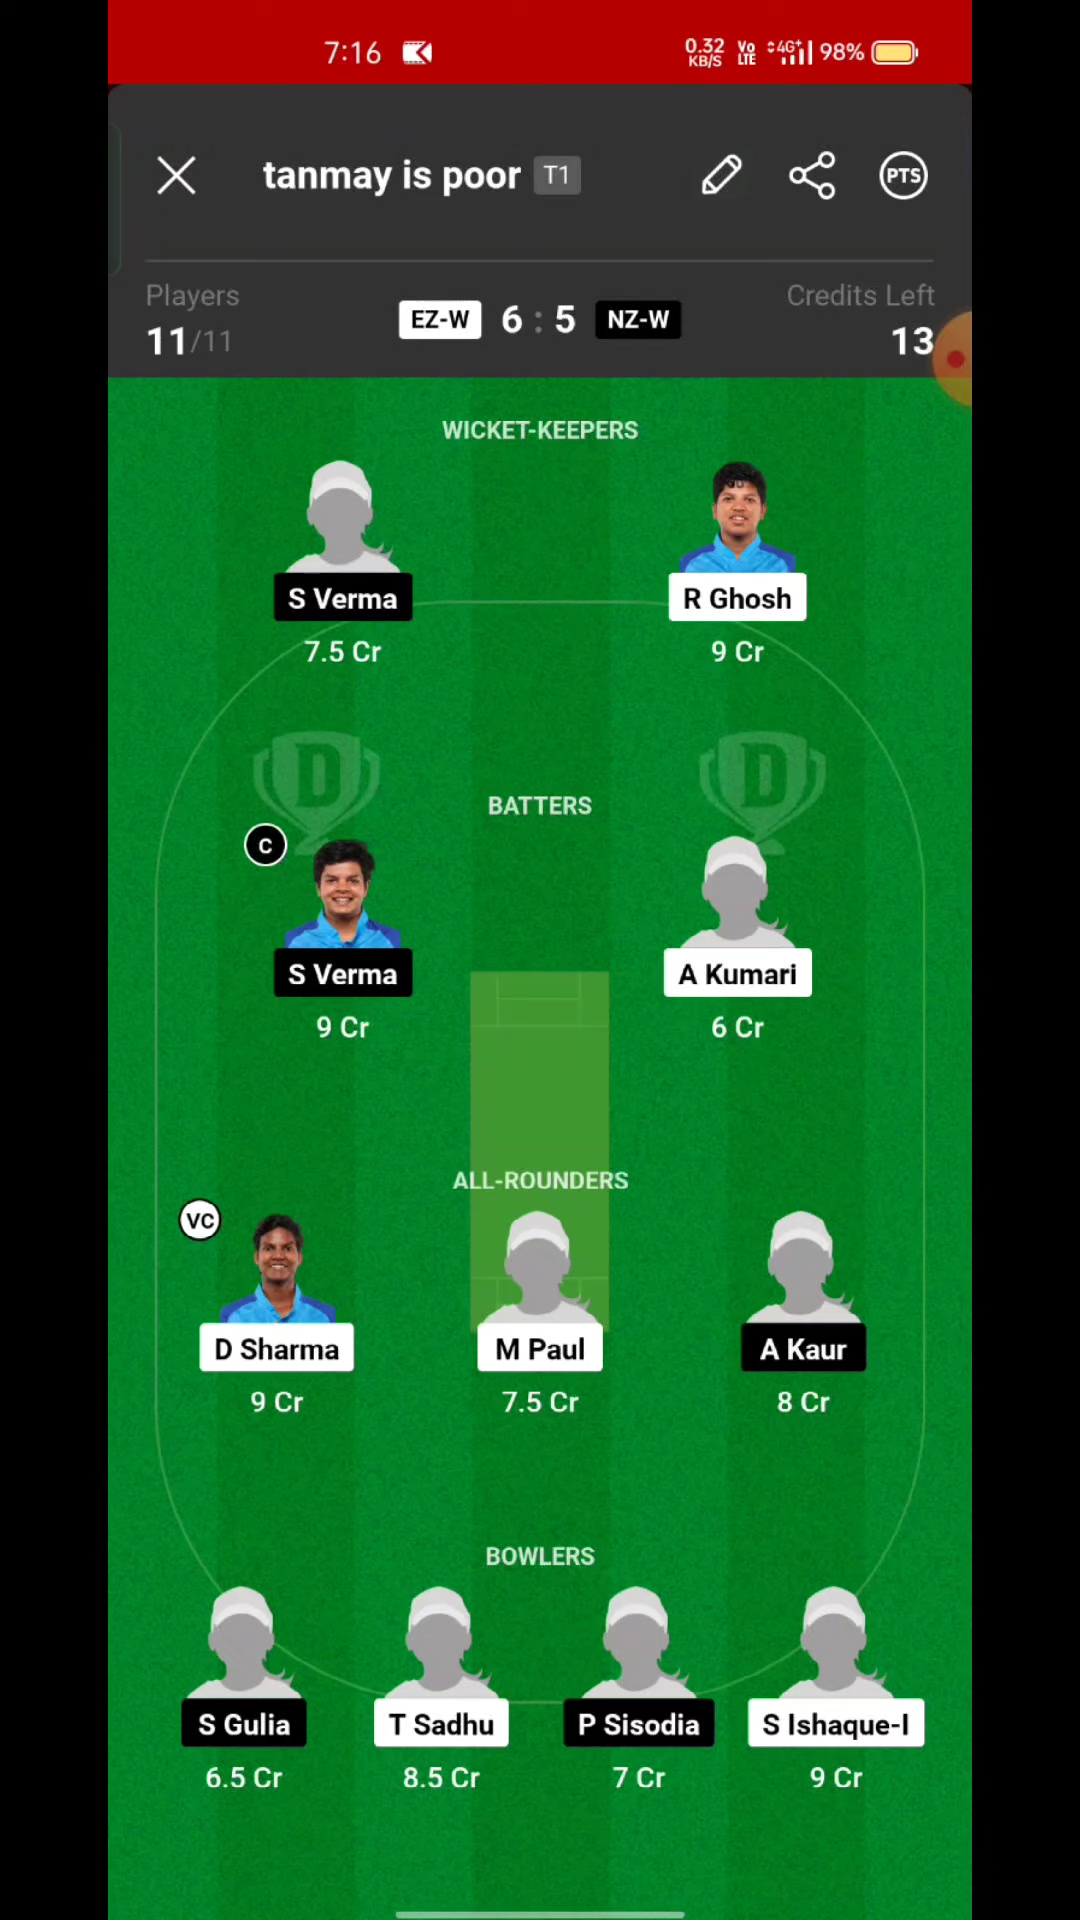 7:16 0.32 KB/S Vo LTE 4G+ 98%
tanmay is poor T1 PTS
Players Credits Left
11/11 EZ-W 6 : 5 NZ-W 13
WICKET-KEEPERS
S Verma R Ghosh
7.5 Cr 9 Cr
D D
BATTERS
C
S Verma A Kumari
9 Cr 6 Cr
ALL-ROUNDERS
VC
D Sharma M Paul A Kaur
9 Cr 7.5 Cr 8 Cr
BOWLERS
S Gulia T Sadhu P Sisodia S Ishaque-I
6.5 Cr 8.5 Cr 7 Cr 9 Cr